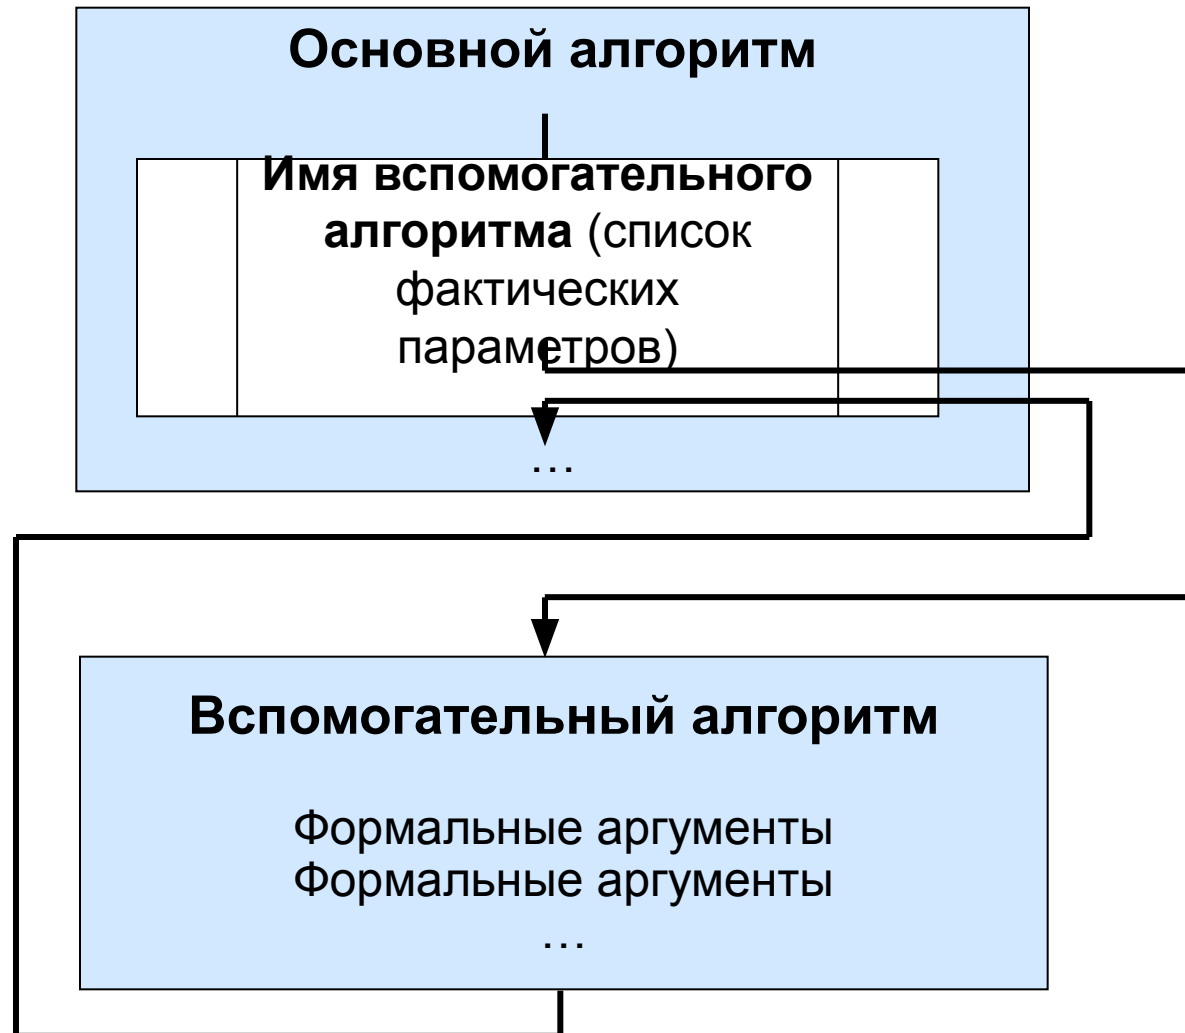 Основной алгоритм
Имя вспомогательного
алгоритма (список
фактических
параметров)
…
Вспомогательный алгоритм
Формальные аргументы
Формальные аргументы
…